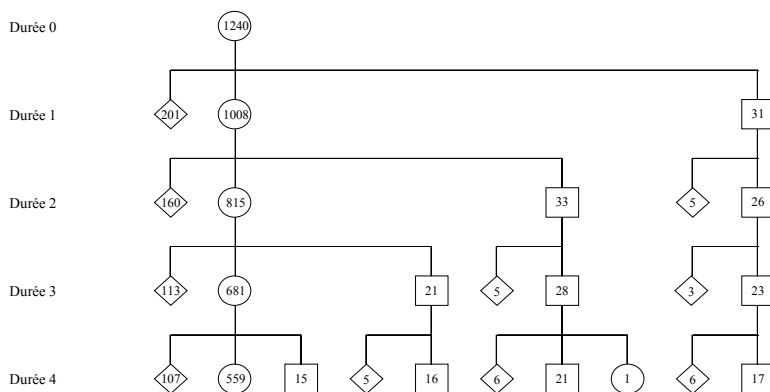 Durée 0 1240
Durée 1 201 1008 31
Durée 2 160 815 33 5 26
Durée 3 113 681 21 5 28 3 23
Durée 4 107 559 15 5 16 6 21 1 6 17